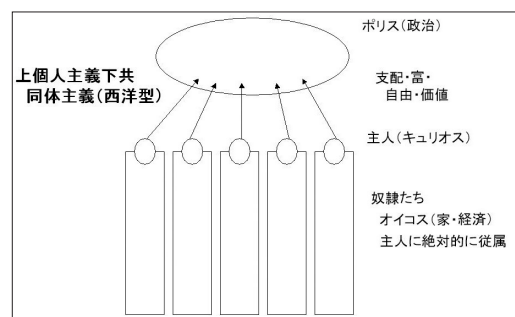 ポリス(政治)
上個人主義下共
同体主義(西洋型)
支配・富・
自由・価値
主人(キュリオス)
奴隷たち
オイコス(家・経済)
主人に絶対的に従属